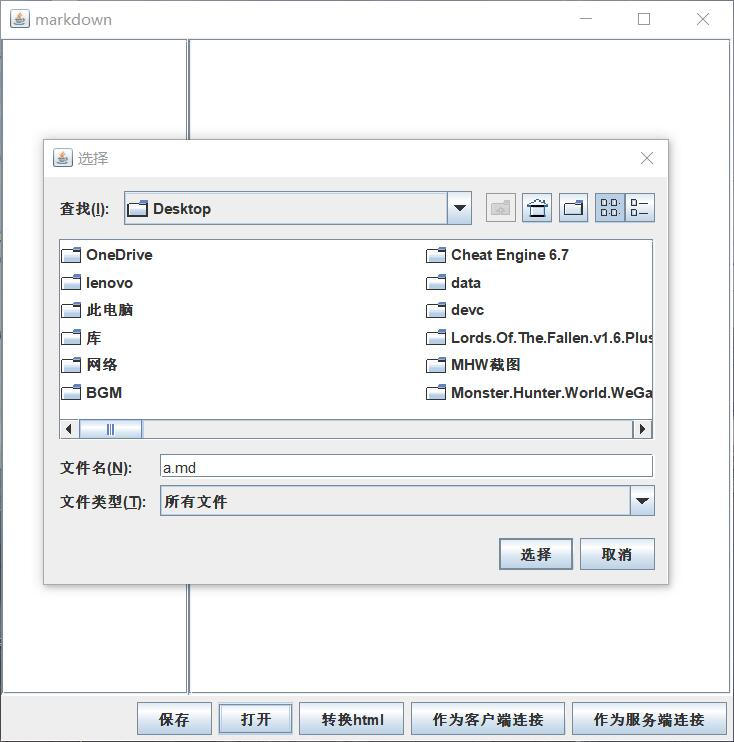 markdown
选择
查找(I): Desktop
OneDrive Cheat Engine 6.7
lenovo data
此电脑 devc
库 Lords.Of.The.Fallen.v1.6.Plus
网络 MHW截图
BGM Monster.Hunter.World.WeGa
文件名(N): a.md
文件类型(T): 所有文件
选择 取消
保存 打开 转换html 作为客户端连接 作为服务端连接